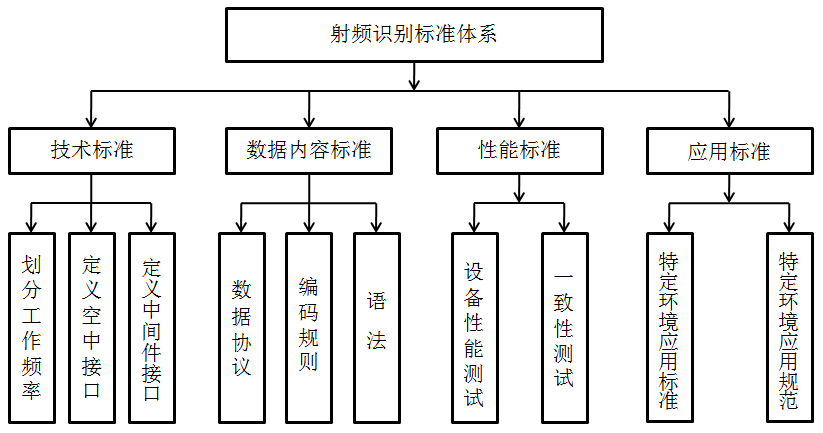 射频识别标准体系
技术标准
数据内容标准
性能标准
应用标准
划分工作频率
定义空中接口
定义中间件接口
数据协议
编码规则
语法
设备性能测试
一致性测试
特定环境应用标准
特定环境应用规范